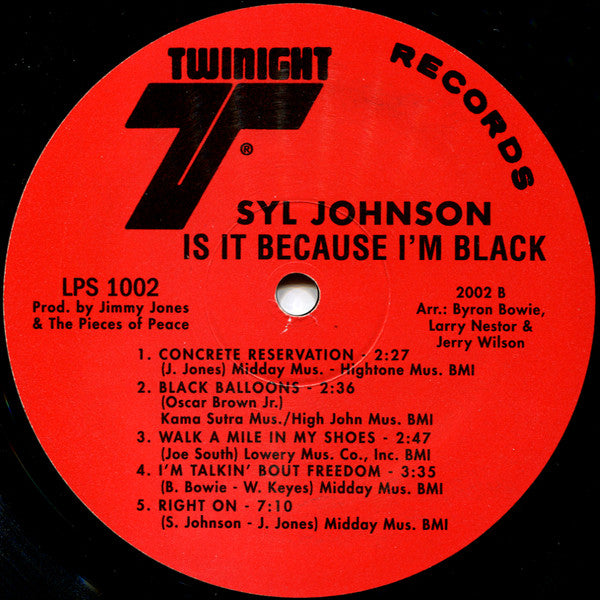 TWINIGHT
RECORDS
T®
SYL JOHNSON
IS IT BECAUSE I'M BLACK
LPS 1002
Prod. by Jimmy Jones
& The Pieces of Peace
2002 B
Arr.: Byron Bowie,
Larry Nestor &
Jerry Wilson
1. CONCRETE RESERVATION - 2:27
(J. Jones) Midday Mus. - Hightone Mus. BMI
2. BLACK BALLOONS - 2:36
(Oscar Brown Jr.)
Kama Sutra Mus./High John Mus. BMI
3. WALK A MILE IN MY SHOES - 2:47
(Joe South) Lowery Mus. Co., Inc. BMI
4. I'M TALKIN' BOUT FREEDOM - 3:35
(B. Bowie - W. Keyes) Midday Mus. BMI
5. RIGHT ON - 7:10
(S. Johnson - J. Jones) Midday Mus. BMI